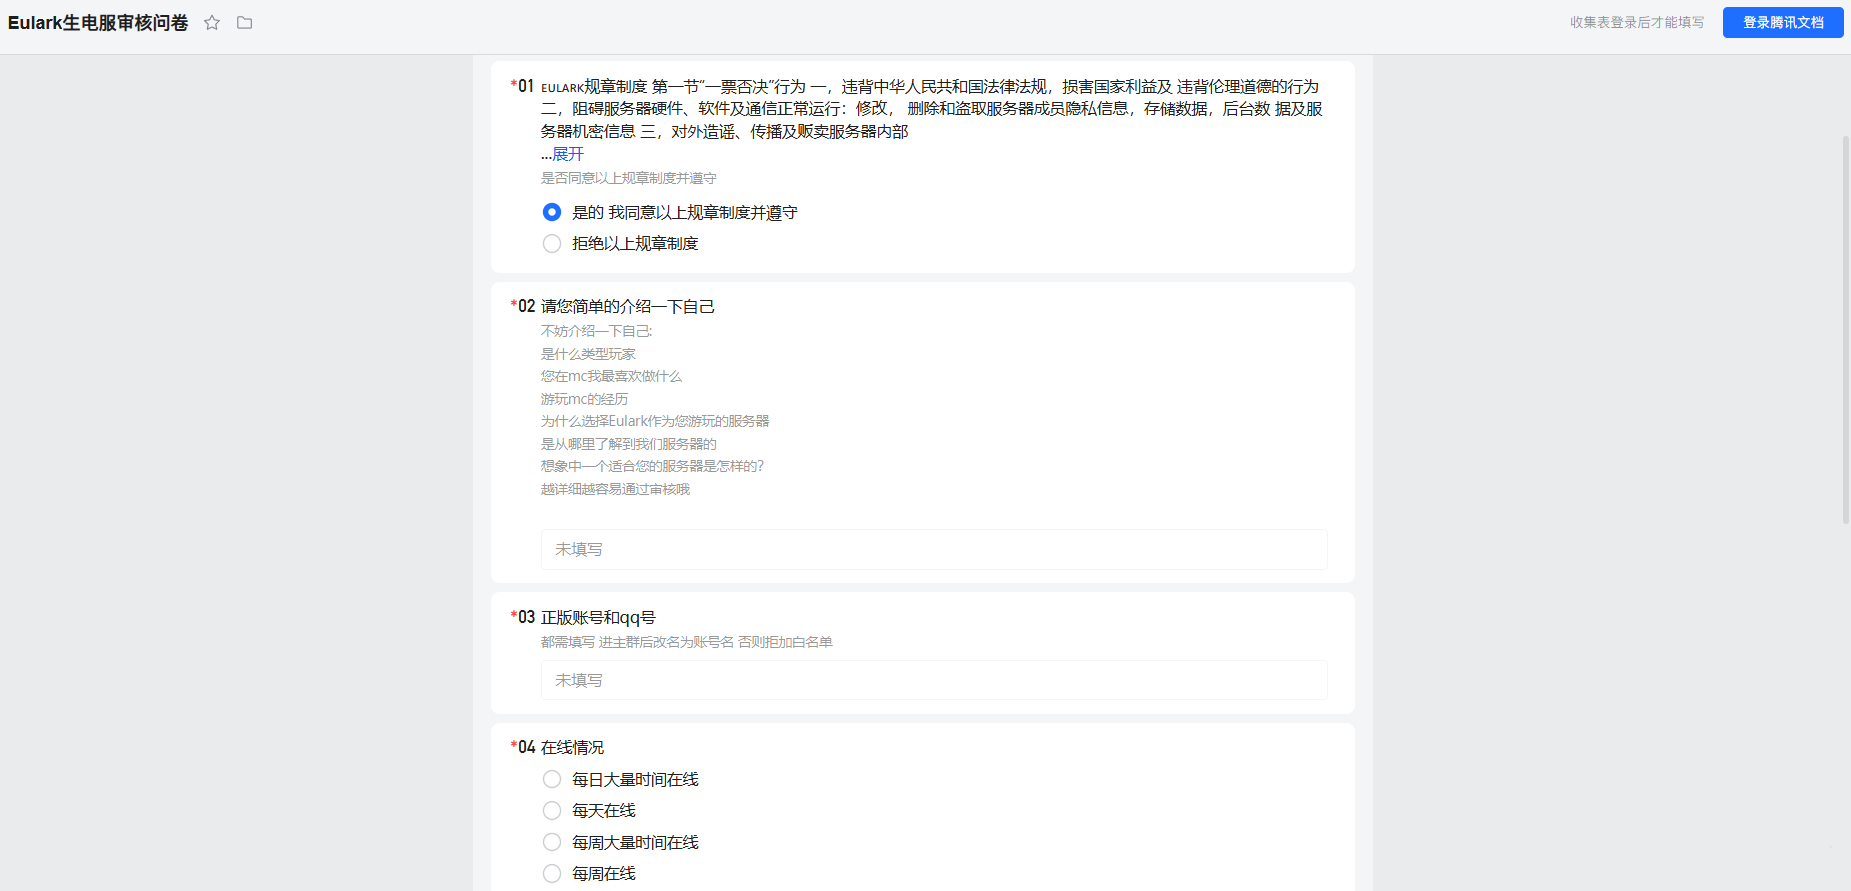 Eulark生电服审核问卷
收集表登录后才能填写
登录腾讯文档
*01 EULARK规章制度 第一节“一票否决”行为 一，违背中华人民共和国法律法规，损害国家利益及 违背伦理道德的行为
二，阻碍服务器硬件、软件及通信正常运行：修改， 删除和盗取服务器成员隐私信息，存储数据，后台数 据及服
务器机密信息 三，对外造谣、传播及贩卖服务器内部
...展开
是否同意以上规章制度并遵守
是的 我同意以上规章制度并遵守
拒绝以上规章制度
*02 请您简单的介绍一下自己
不妨介绍一下自己:
是什么类型玩家
您在mc我最喜欢做什么
游玩mc的经历
为什么选择Eulark作为您游玩的服务器
是从哪里了解到我们服务器的
想象中一个适合您的服务器是怎样的?
越详细越容易通过审核哦
未填写
*03 正版账号和qq号
都需填写 进主群后改名为账号名 否则拒加白名单
未填写
*04 在线情况
每日大量时间在线
每天在线
每周大量时间在线
每周在线